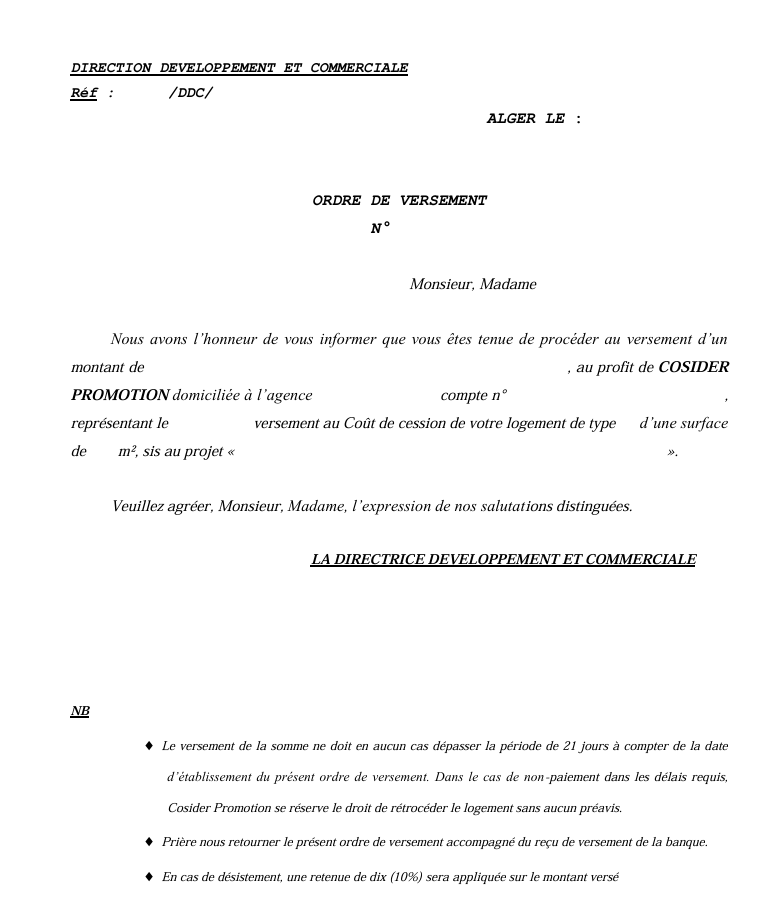 DIRECTION DEVELOPPEMENT ET COMMERCIALE
Réf : /DDC/
ALGER LE :
ORDRE DE VERSEMENT
N°
Monsieur, Madame
Nous avons l’honneur de vous informer que vous êtes tenue de procéder au versement d’un
montant de , au profit de COSIDER
PROMOTION domiciliée à l’agence compte n° ,
représentant le versement au Coût de cession de votre logement de type d’une surface
de m², sis au projet « ».
Veuillez agréer, Monsieur, Madame, l’expression de nos salutations distinguées.
LA DIRECTRICE DEVELOPPEMENT ET COMMERCIALE
NB
♦ Le versement de la somme ne doit en aucun cas dépasser la période de 21 jours à compter de la date
d’établissement du présent ordre de versement. Dans le cas de non-paiement dans les délais requis,
Cosider Promotion se réserve le droit de rétrocéder le logement sans aucun préavis.
♦ Prière nous retourner le présent ordre de versement accompagné du reçu de versement de la banque.
♦ En cas de désistement, une retenue de dix (10%) sera appliquée sur le montant versé